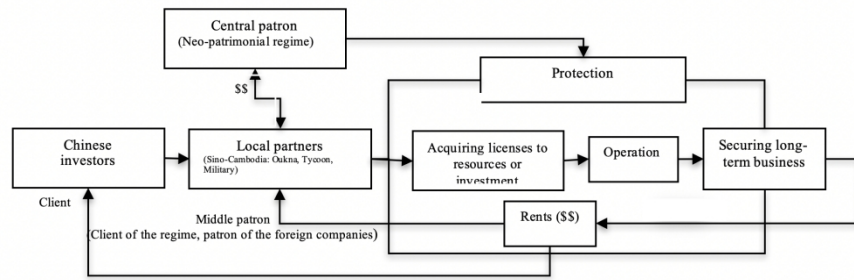 Central patron
(Neo-patrimonial regime)
Protection
$$
Chinese
investors
Local partners
(Sino-Cambodia: Oukna, Tycoon,
Military)
Acquiring licenses to
resources or
investment
Operation
Securing long-
term business
Client
Middle patron
(Client of the regime, patron of the foreign companies)
Rents ($$)